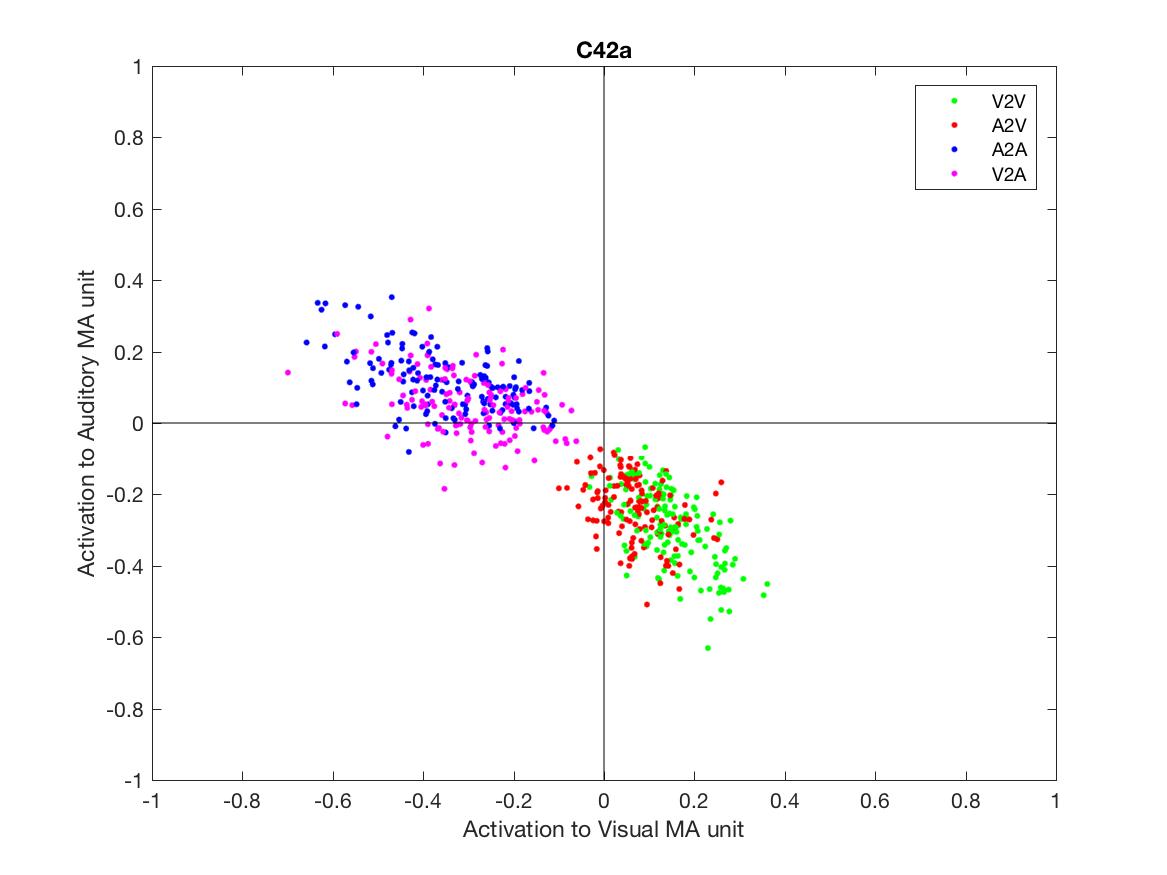 C42a
1
0.8
0.6
0.4
0.2
0
-0.2
-0.4
-0.6
-0.8
-1
Activation to Auditory MA unit
V2V
A2V
A2A
V2A
-1 -0.8 -0.6 -0.4 -0.2 0 0.2 0.4 0.6 0.8 1
Activation to Visual MA unit